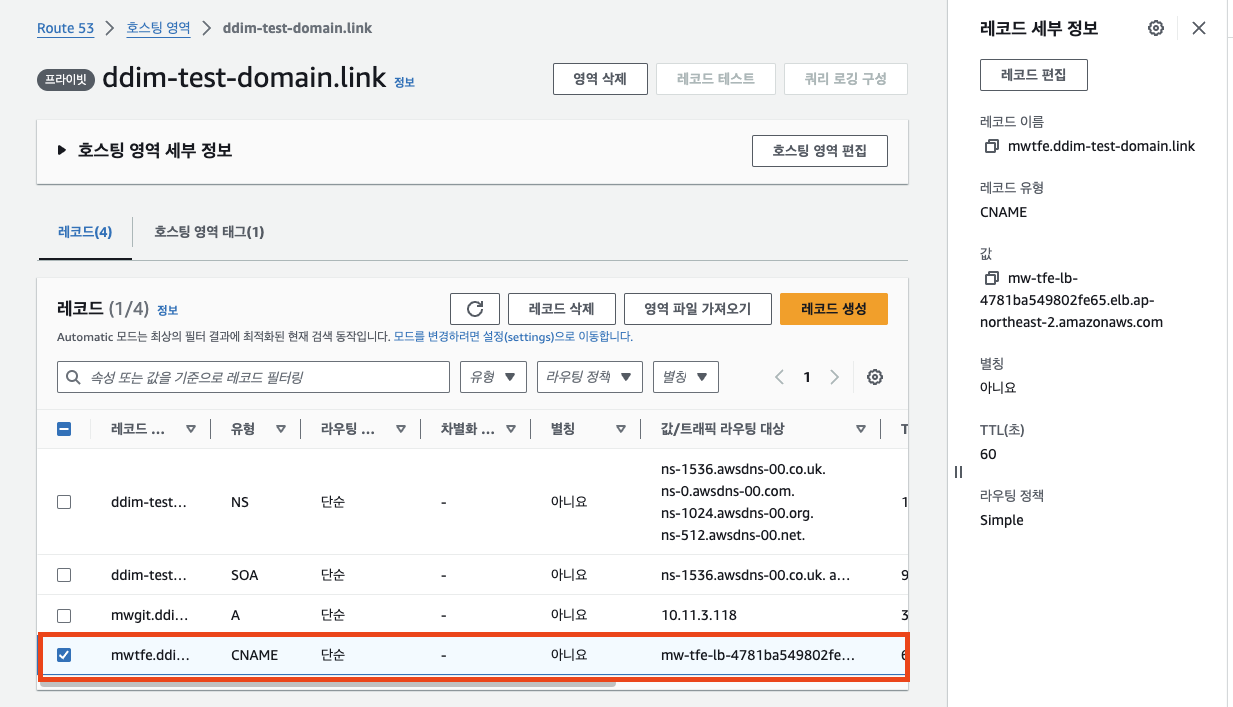 Route 53 > 호스팅 영역 > ddim-test-domain.link
프라이빗 ddim-test-domain.link 정보
영역 삭제 레코드 테스트 쿼리 로깅 구성
호스팅 영역 세부 정보 호스팅 영역 편집
레코드(4) 호스팅 영역 태그(1)
레코드 (1/4) 정보
레코드 삭제 영역 파일 가져오기 레코드 생성
Automatic 모드는 최상의 필터 결과에 최적화된 현재 검색 동작입니다. 모드를 변경하려면 설정(settings)으로 이동합니다.
속성 또는 값을 기준으로 레코드 필터링 유형 라우팅 정책 별칭 1
레코드 ... 유형 라우팅 ... 차별화 ... 별칭 값/트래픽 라우팅 대상 T
ddim-test... NS 단순 - 아니요 ns-1536.awsdns-00.co.uk.
ns-0.awsdns-00.com.
ns-1024.awsdns-00.org.
ns-512.awsdns-00.net.
1
ddim-test... SOA 단순 - 아니요 ns-1536.awsdns-00.co.uk. a... 9
mwgit.ddi... A 단순 - 아니요 10.11.3.118 3
mwtfe.ddi... CNAME 단순 - 아니요 mw-tfe-lb-4781ba549802fe... 6
레코드 세부 정보
레코드 편집
레코드 이름
mwtfe.ddim-test-domain.link
레코드 유형
CNAME
값
mw-tfe-lb-
4781ba549802fe65.elb.ap-
northeast-2.amazonaws.com
별칭
아니요
TTL(초)
60
라우팅 정책
Simple